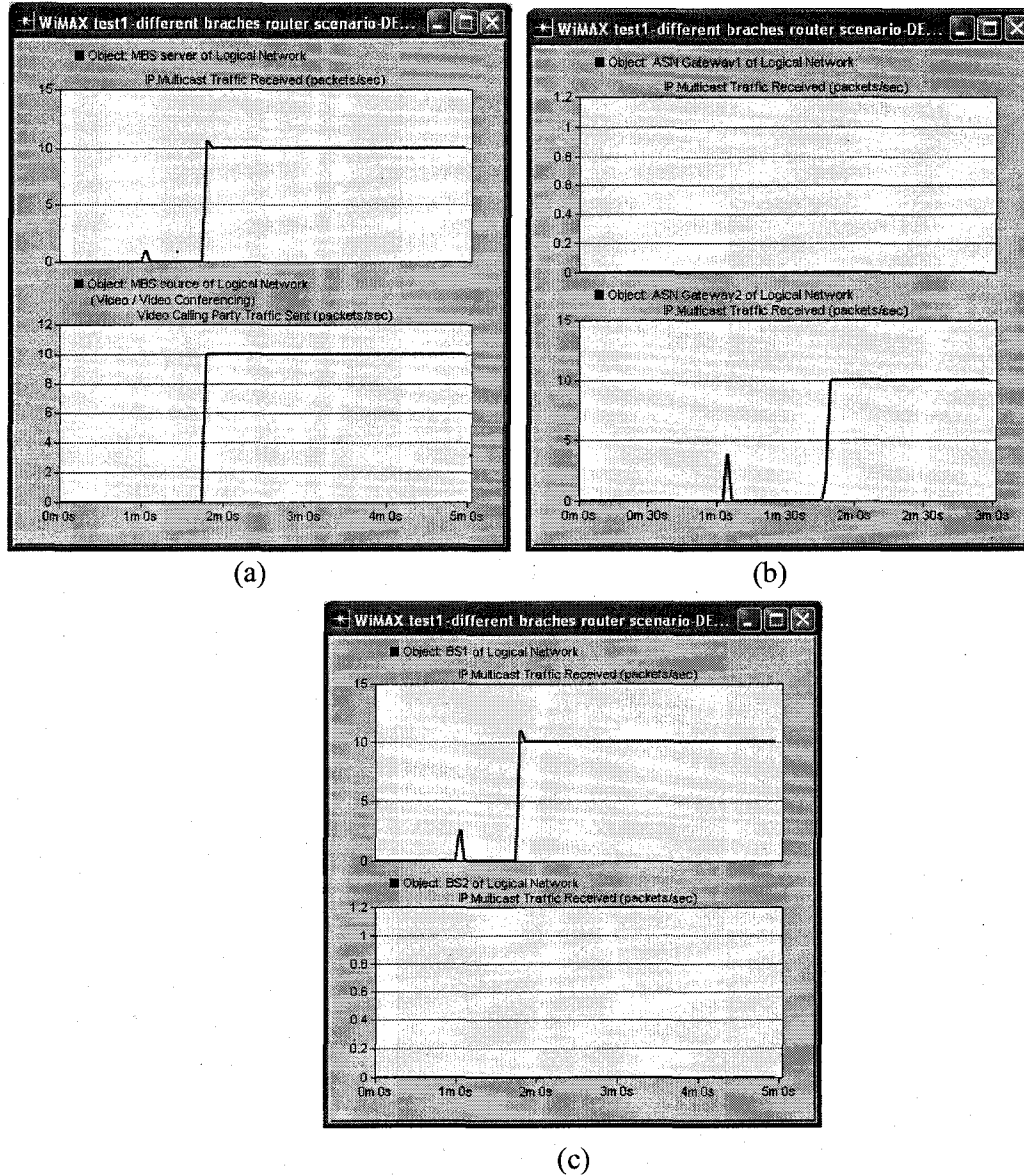 WiMAX test1-different braches router scenario-DE...
Object: MBS server of Logical Network
IP.Multicast Traffic Received (packets/sec)
15
10
5
0
Object: MBS source of Logical Network
(Video / Video Conferencing)
Video Calling Party Traffic Sent (packets/sec)
12
10
8
6
4
2
0
0m 0s 1m 0s 2m 0s 3m 0s 4m 0s 5m 0s
(a)
WiMAX test1-different braches router scenario-DE...
Object: ASN Gateway1 of Logical Network
IP.Multicast Traffic Received (packets/sec)
1.2
1
0.8
0.6
0.4
0.2
0
Object: ASN Gateway2 of Logical Network
IP.Multicast Traffic Received (packets/sec)
15
10
5
0
0m 0s 0m 30s 1m 0s 1m 30s 2m 0s 2m 30s 3m 0s
(b)
WiMAX test1-different braches router scenario-DE...
Object: BS1 of Logical Network
IP.Multicast Traffic Received (packets/sec)
15
10
5
0
Object: BS2 of Logical Network
IP.Multicast Traffic Received (packets/sec)
1.2
1
0.8
0.6
0.4
0.2
0
0m 0s 1m 0s 2m 0s 3m 0s 4m 0s 5m 0s
(c)